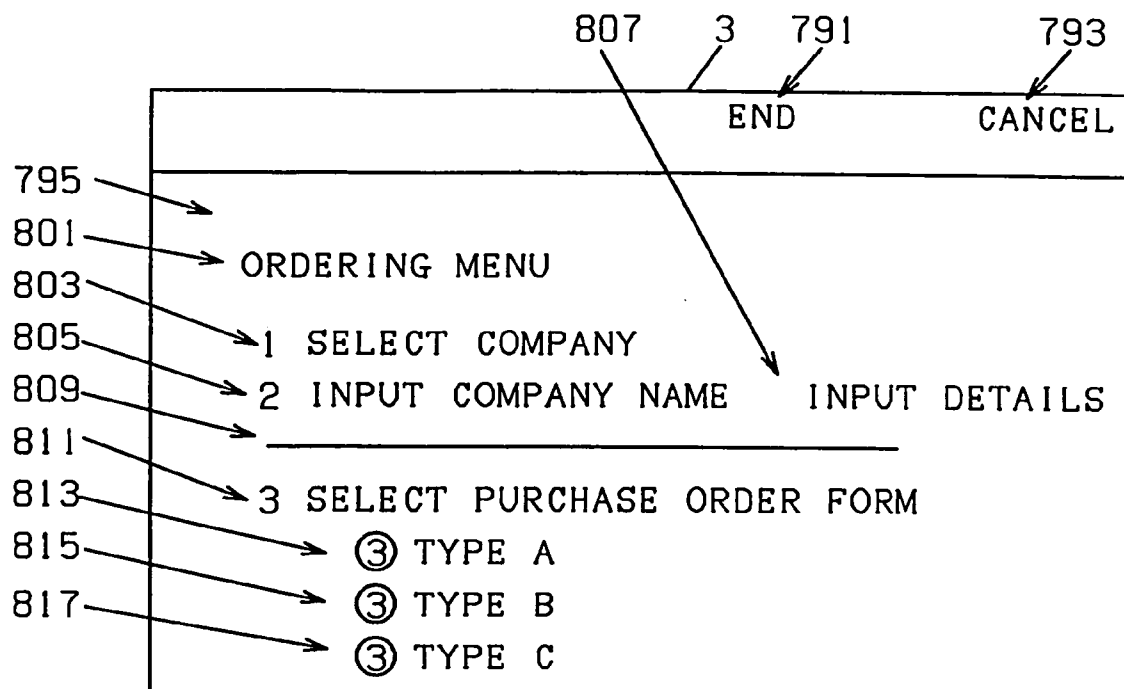 807 3 791 793
END CANCEL
795
801 ORDERING MENU
803 1 SELECT COMPANY
805 2 INPUT COMPANY NAME INPUT DETAILS
809
811 3 SELECT PURCHASE ORDER FORM
813 ③ TYPE A
815 ③ TYPE B
817 ③ TYPE C